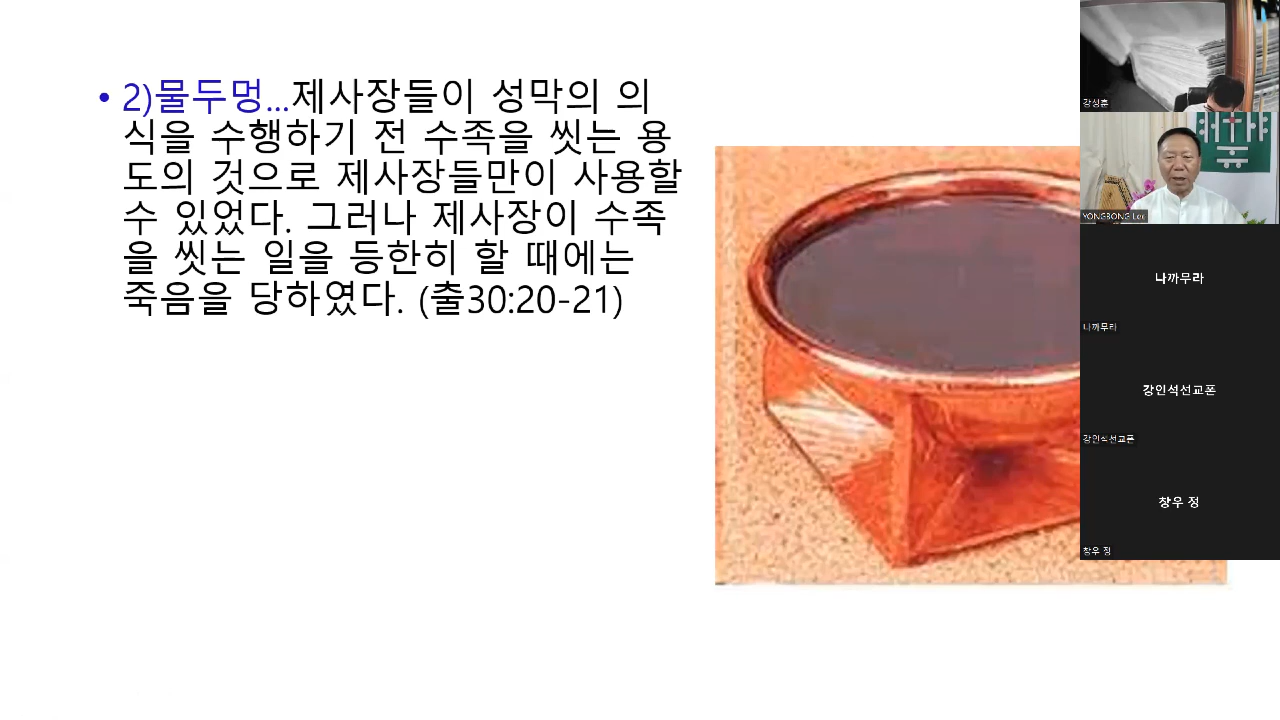 • 2)물두멍...제사장들이 성막의 의
식을 수행하기 전 수족을 씻는 용
도의 것으로 제사장들만이 사용할
수 있었다. 그러나 제사장이 수족
을 씻는 일을 등한히 할 때에는
죽음을 당하였다. (출30:20-21)
강성훈
YONGBONG Lee
나까무라
나까무라
강인석선교폰
강인석선교폰
창우 정
창우 정